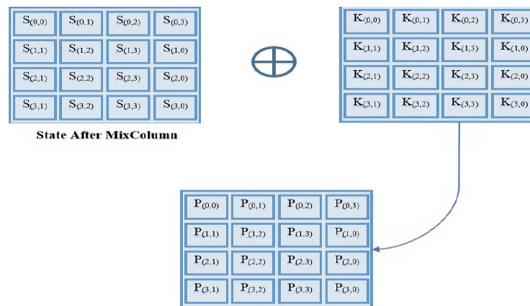 S(0,0) S(0,1) S(0,2) S(0,3)
S(1,1) S(1,2) S(1,3) S(1,0)
S(2,1) S(2,2) S(2,3) S(2,0)
S(3,1) S(3,2) S(3,3) S(3,0)
State After MixColumn
K(0,0) K(0,1) K(0,2) K(0,3)
K(1,1) K(1,2) K(1,3) K(1,0)
K(2,1) K(2,2) K(2,3) K(2,0)
K(3,1) K(3,2) K(3,3) K(3,0)
P(0,0) P(0,1) P(0,2) P(0,3)
P(1,1) P(1,2) P(1,3) P(1,0)
P(2,1) P(2,2) P(2,3) P(2,0)
P(3,1) P(3,2) P(3,3) P(3,0)